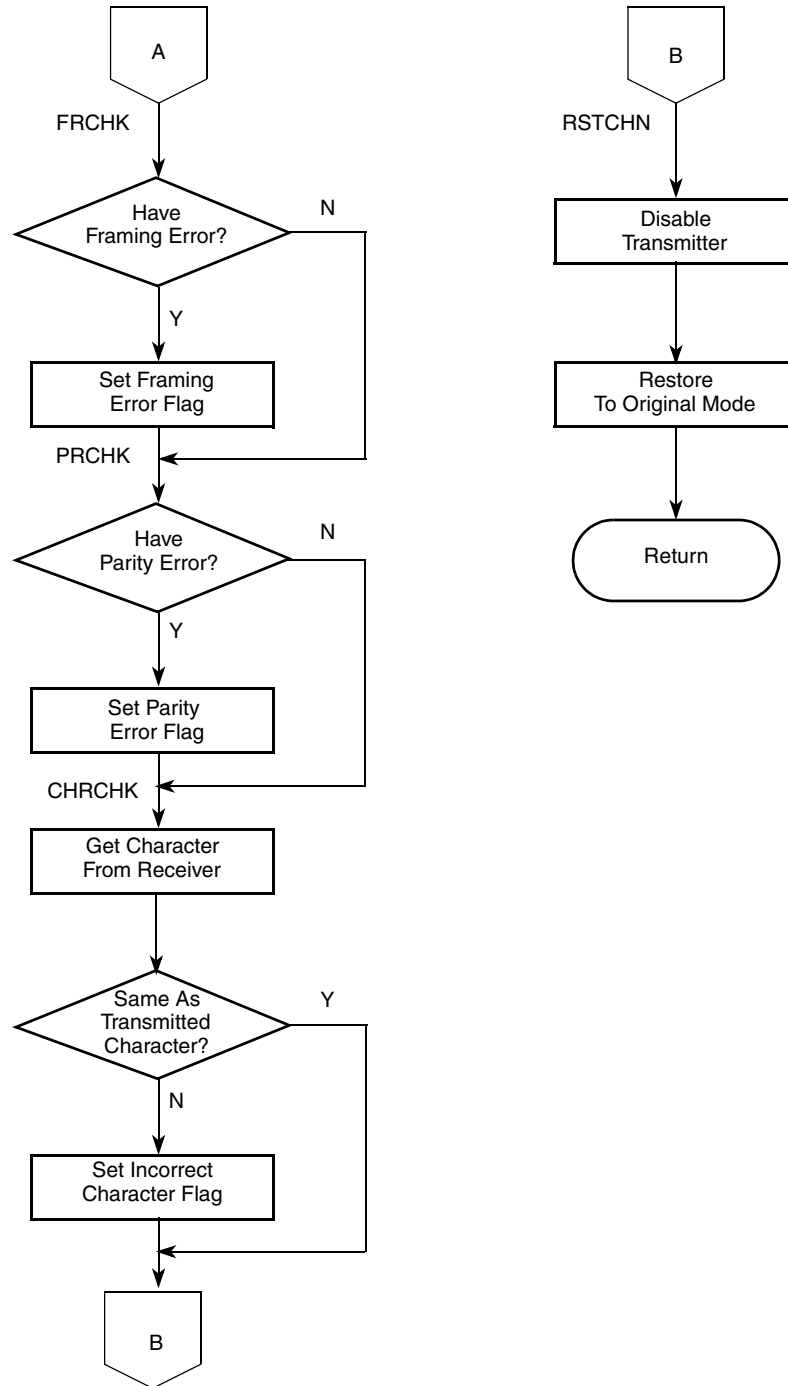 A
FRCHK
Have
Framing Error?
N
Y
Set Framing
Error Flag
PRCHK
Have
Parity Error?
N
Y
Set Parity
Error Flag
CHRCHK
Get Character
From Receiver
Same As
Transmitted
Character?
Y
N
Set Incorrect
Character Flag
B
B
RSTCHN
Disable
Transmitter
Restore
To Original Mode
Return